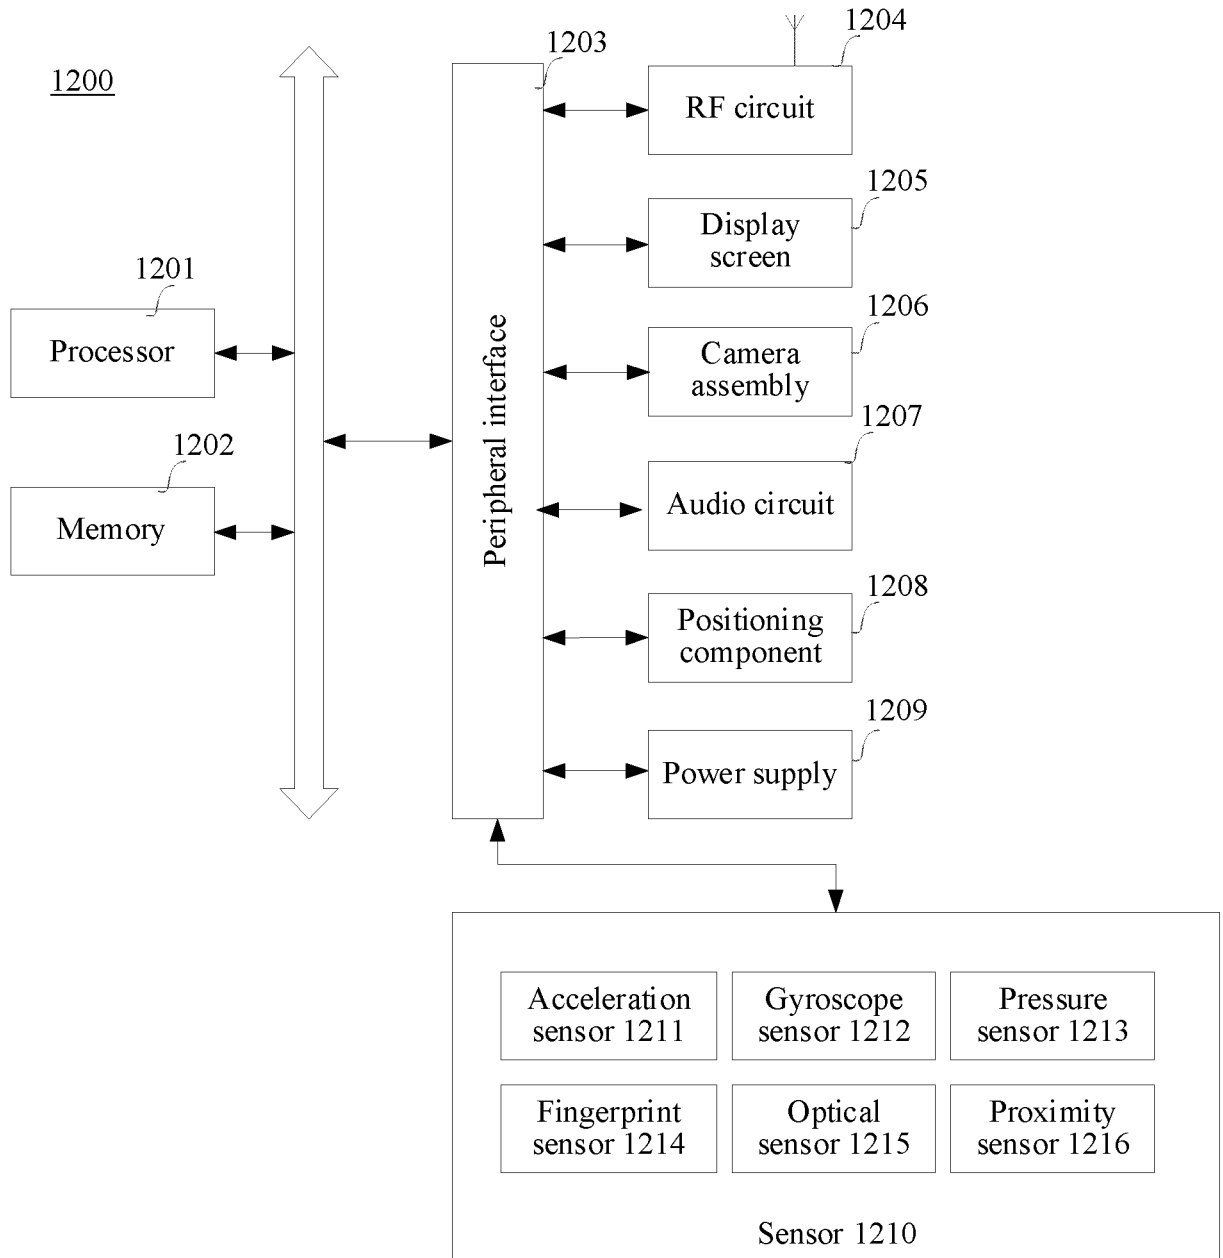 1200
1203
1204
RF circuit
1205
Display
screen
1201
Processor
1206
Camera
assembly
Peripheral interface
1202
Memory
1207
Audio circuit
1208
Positioning
component
1209
Power supply
Acceleration
sensor 1211
Gyroscope
sensor 1212
Pressure
sensor 1213
Fingerprint
sensor 1214
Optical
sensor 1215
Proximity
sensor 1216
Sensor 1210